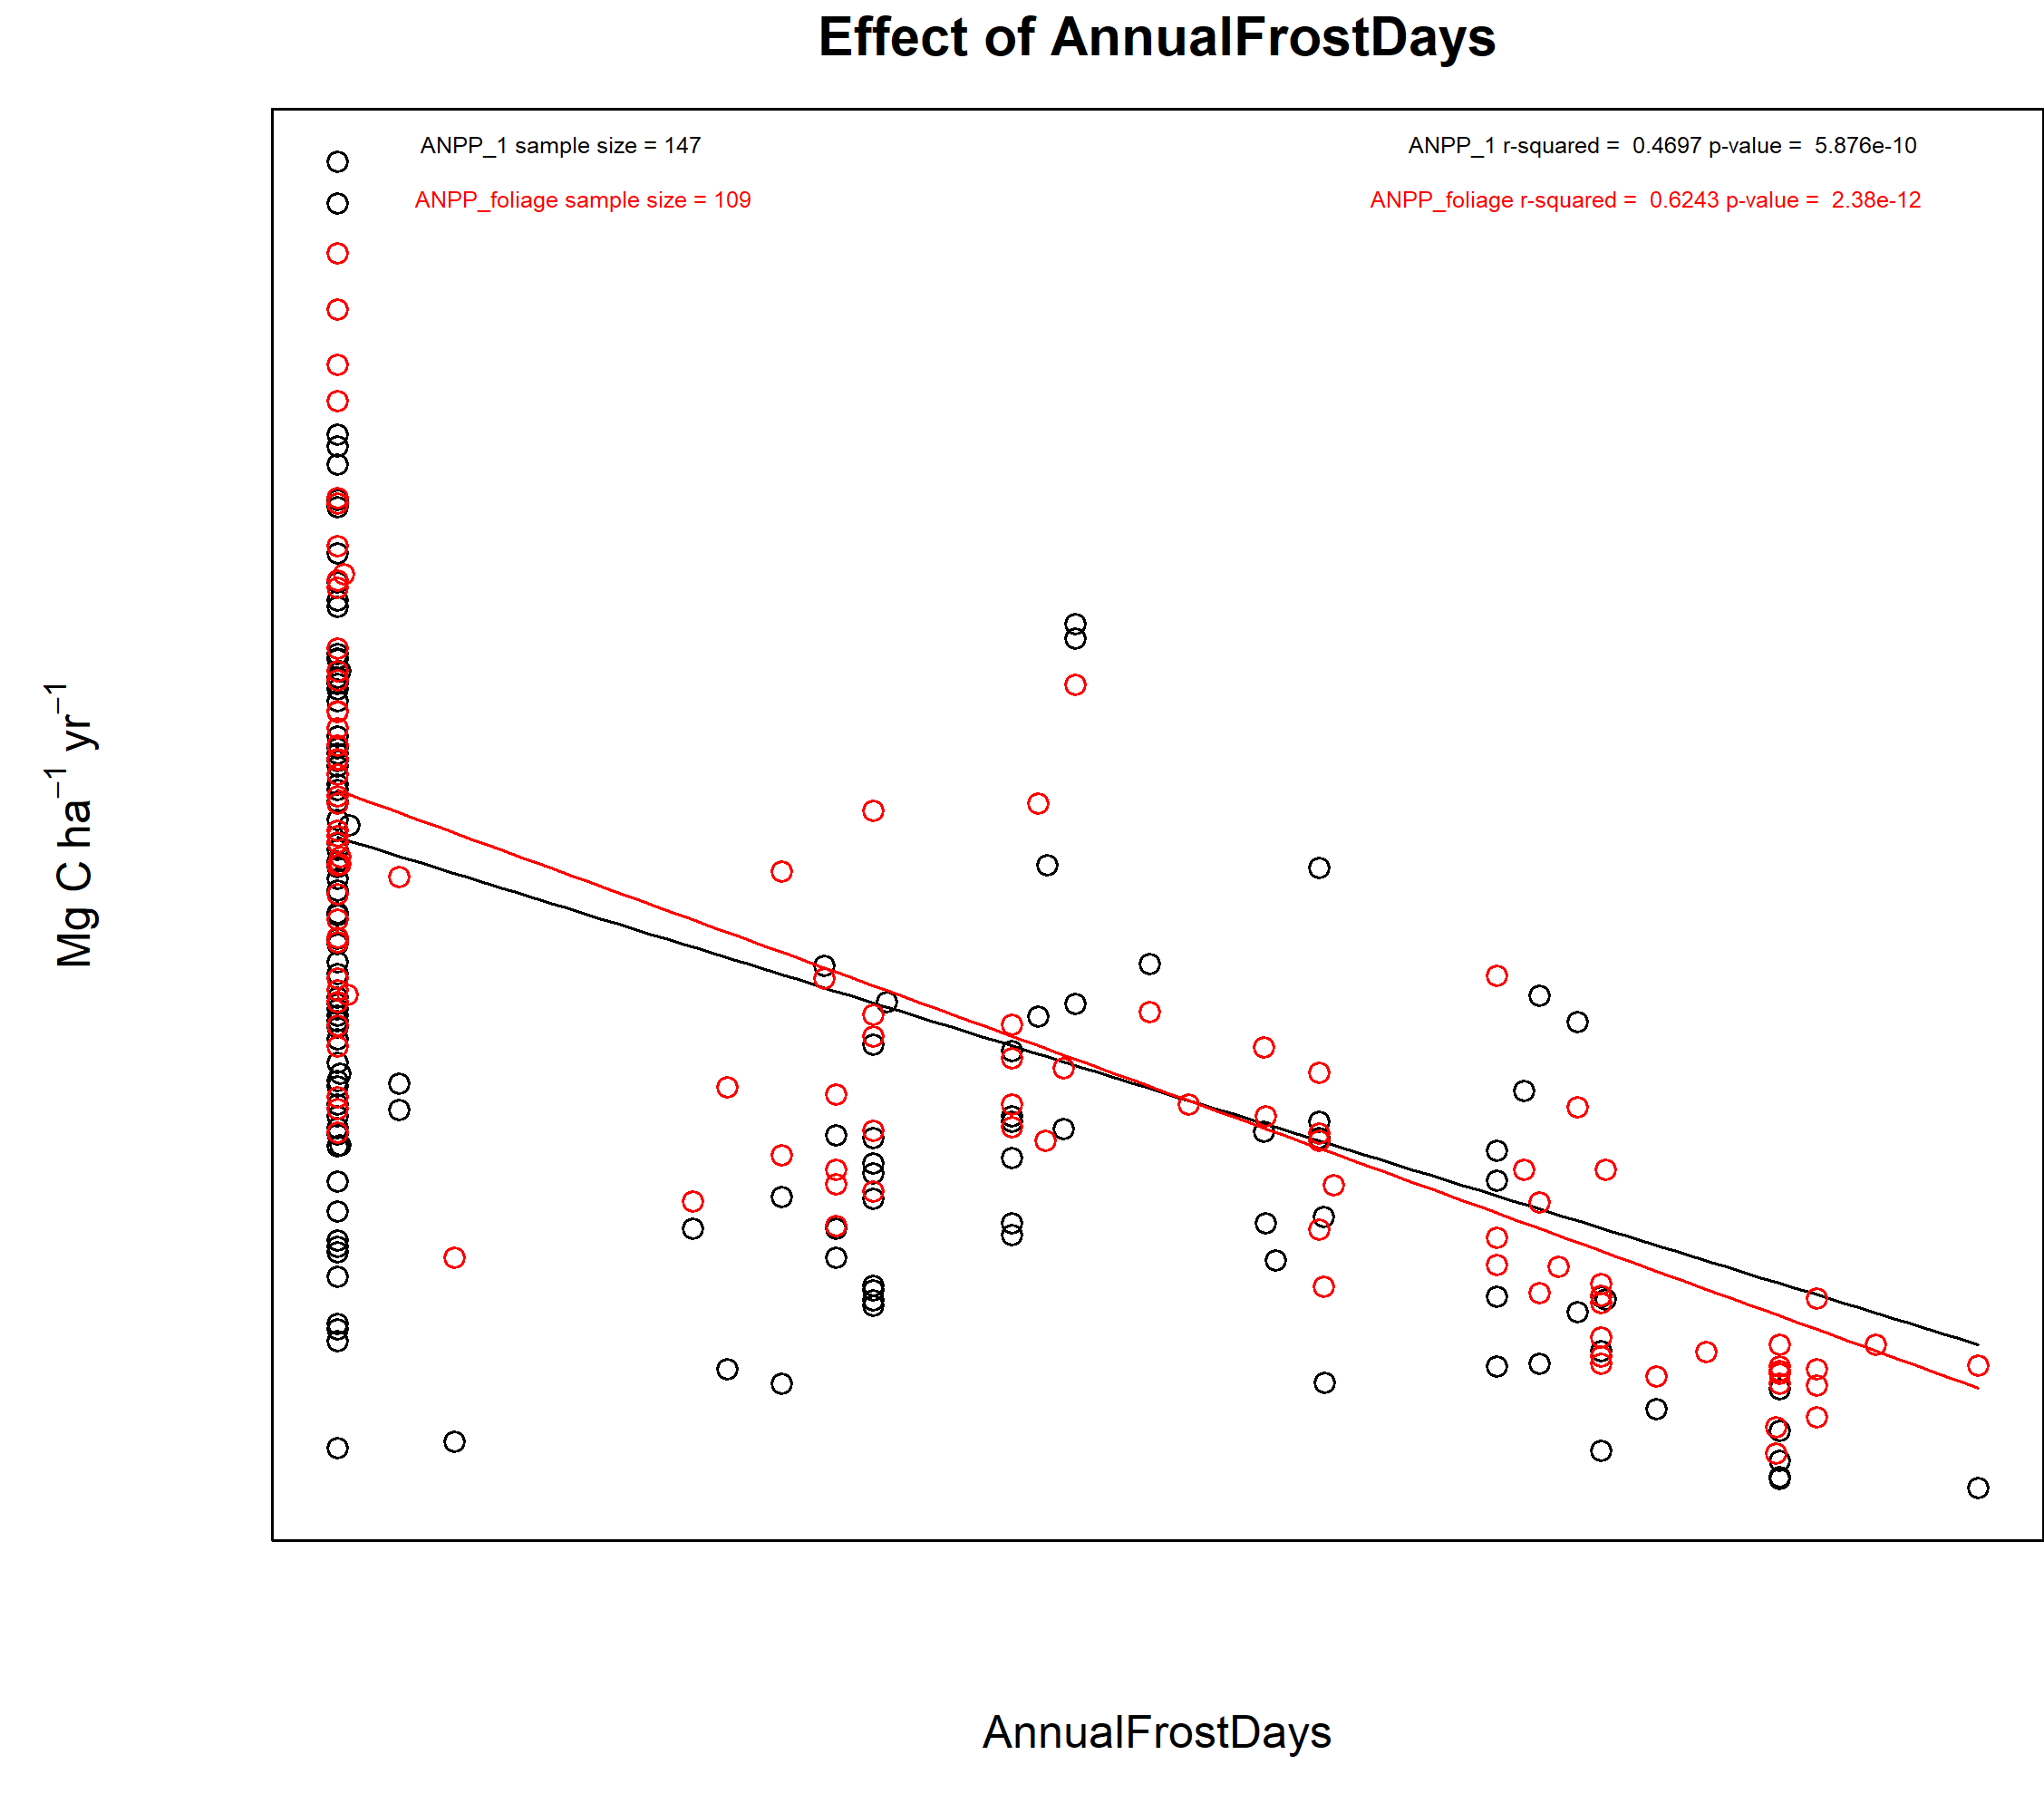 Effect of AnnualFrostDays
ANPP_1 sample size = 147
ANPP_1 r-squared =  0.4697 p-value =  5.876e-10
ANPP_foliage sample size = 109
ANPP_foliage r-squared =  0.6243 p-value =  2.38e-12
Mg C ha⁻¹ yr⁻¹
AnnualFrostDays